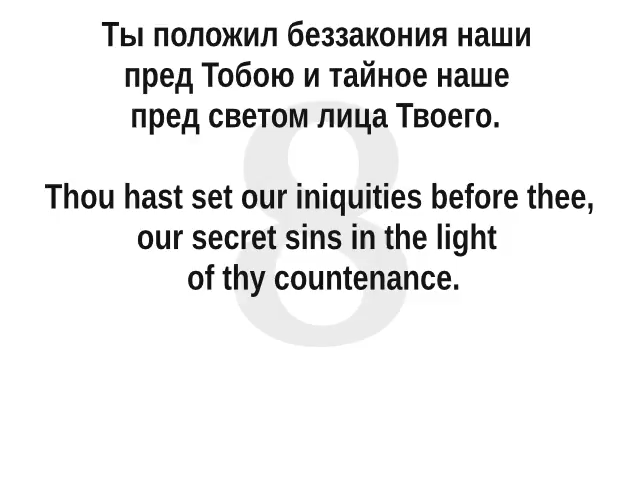 Ты положил беззакония наши
пред Тобою и тайное наше
пред светом лица Твоего.
Thou hast set our iniquities before thee,
our secret sins in the light
of thy countenance.
8